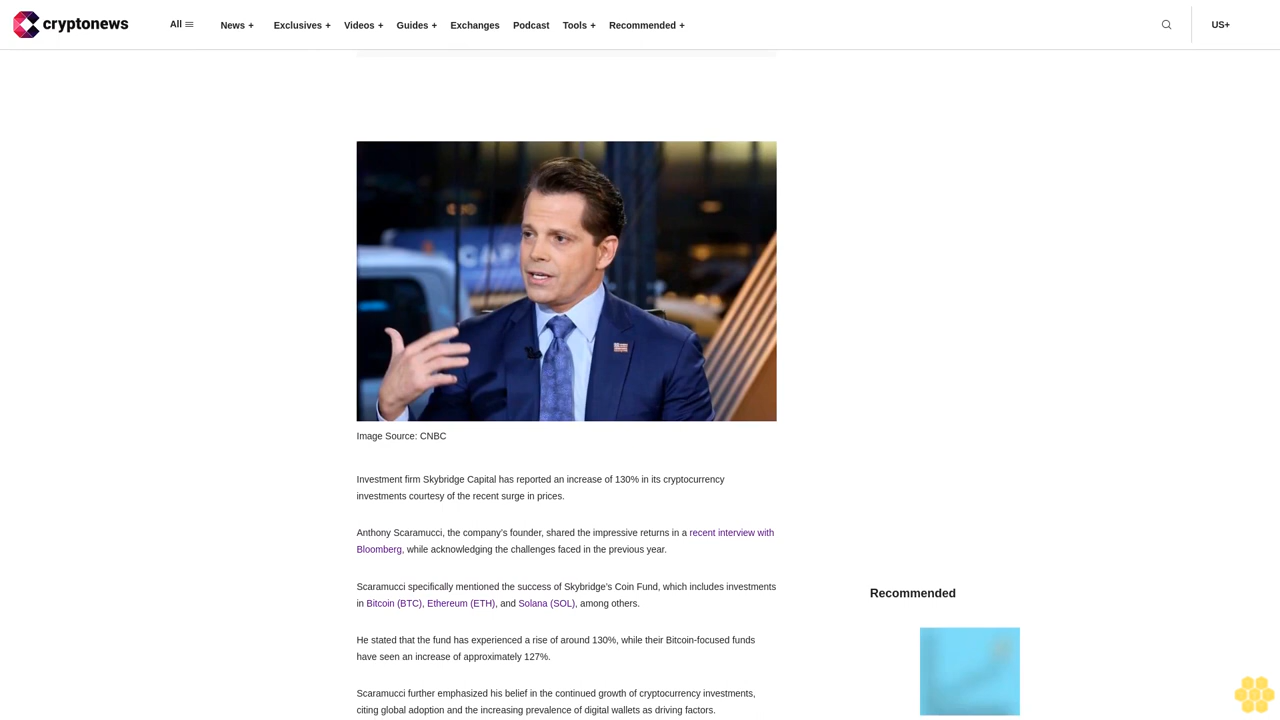 cryptonews All News + Exclusives + Videos + Guides + Exchanges Podcast Tools + Recommended + US+
CAPI
Image Source: CNBC
Investment firm Skybridge Capital has reported an increase of 130% in its cryptocurrency
investments courtesy of the recent surge in prices.
Anthony Scaramucci, the company's founder, shared the impressive returns in a recent interview with
Bloomberg, while acknowledging the challenges faced in the previous year.
Scaramucci specifically mentioned the success of Skybridge's Coin Fund, which includes investments
in Bitcoin (BTC), Ethereum (ETH), and Solana (SOL), among others.
He stated that the fund has experienced a rise of around 130%, while their Bitcoin-focused funds
have seen an increase of approximately 127%.
Scaramucci further emphasized his belief in the continued growth of cryptocurrency investments,
citing global adoption and the increasing prevalence of digital wallets as driving factors.
Recommended